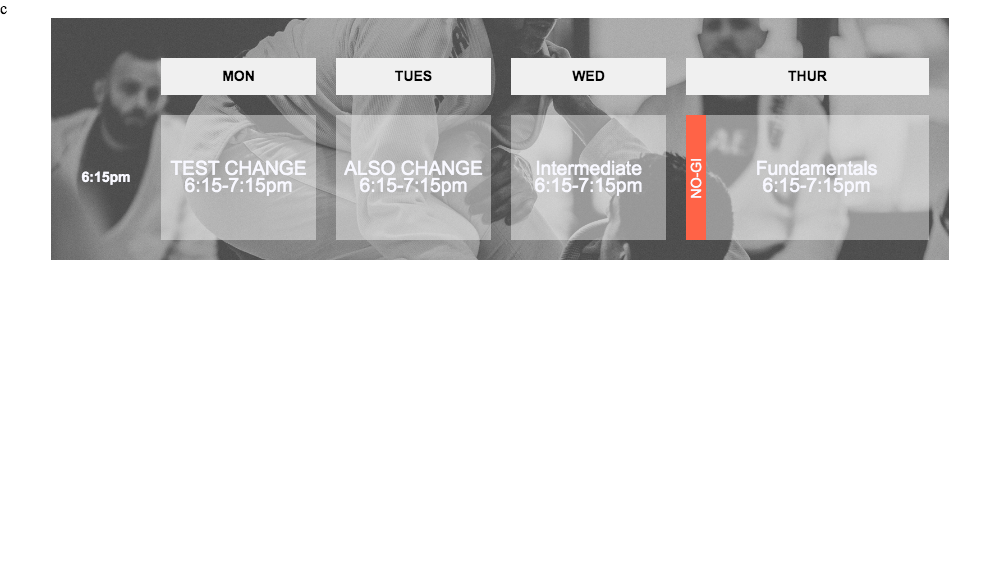 c
MON
TUES
WED
THUR
6:15pm
TEST CHANGE
6:15-7:15pm
ALSO CHANGE
6:15-7:15pm
Intermediate
6:15-7:15pm
NO-GI
Fundamentals
6:15-7:15pm